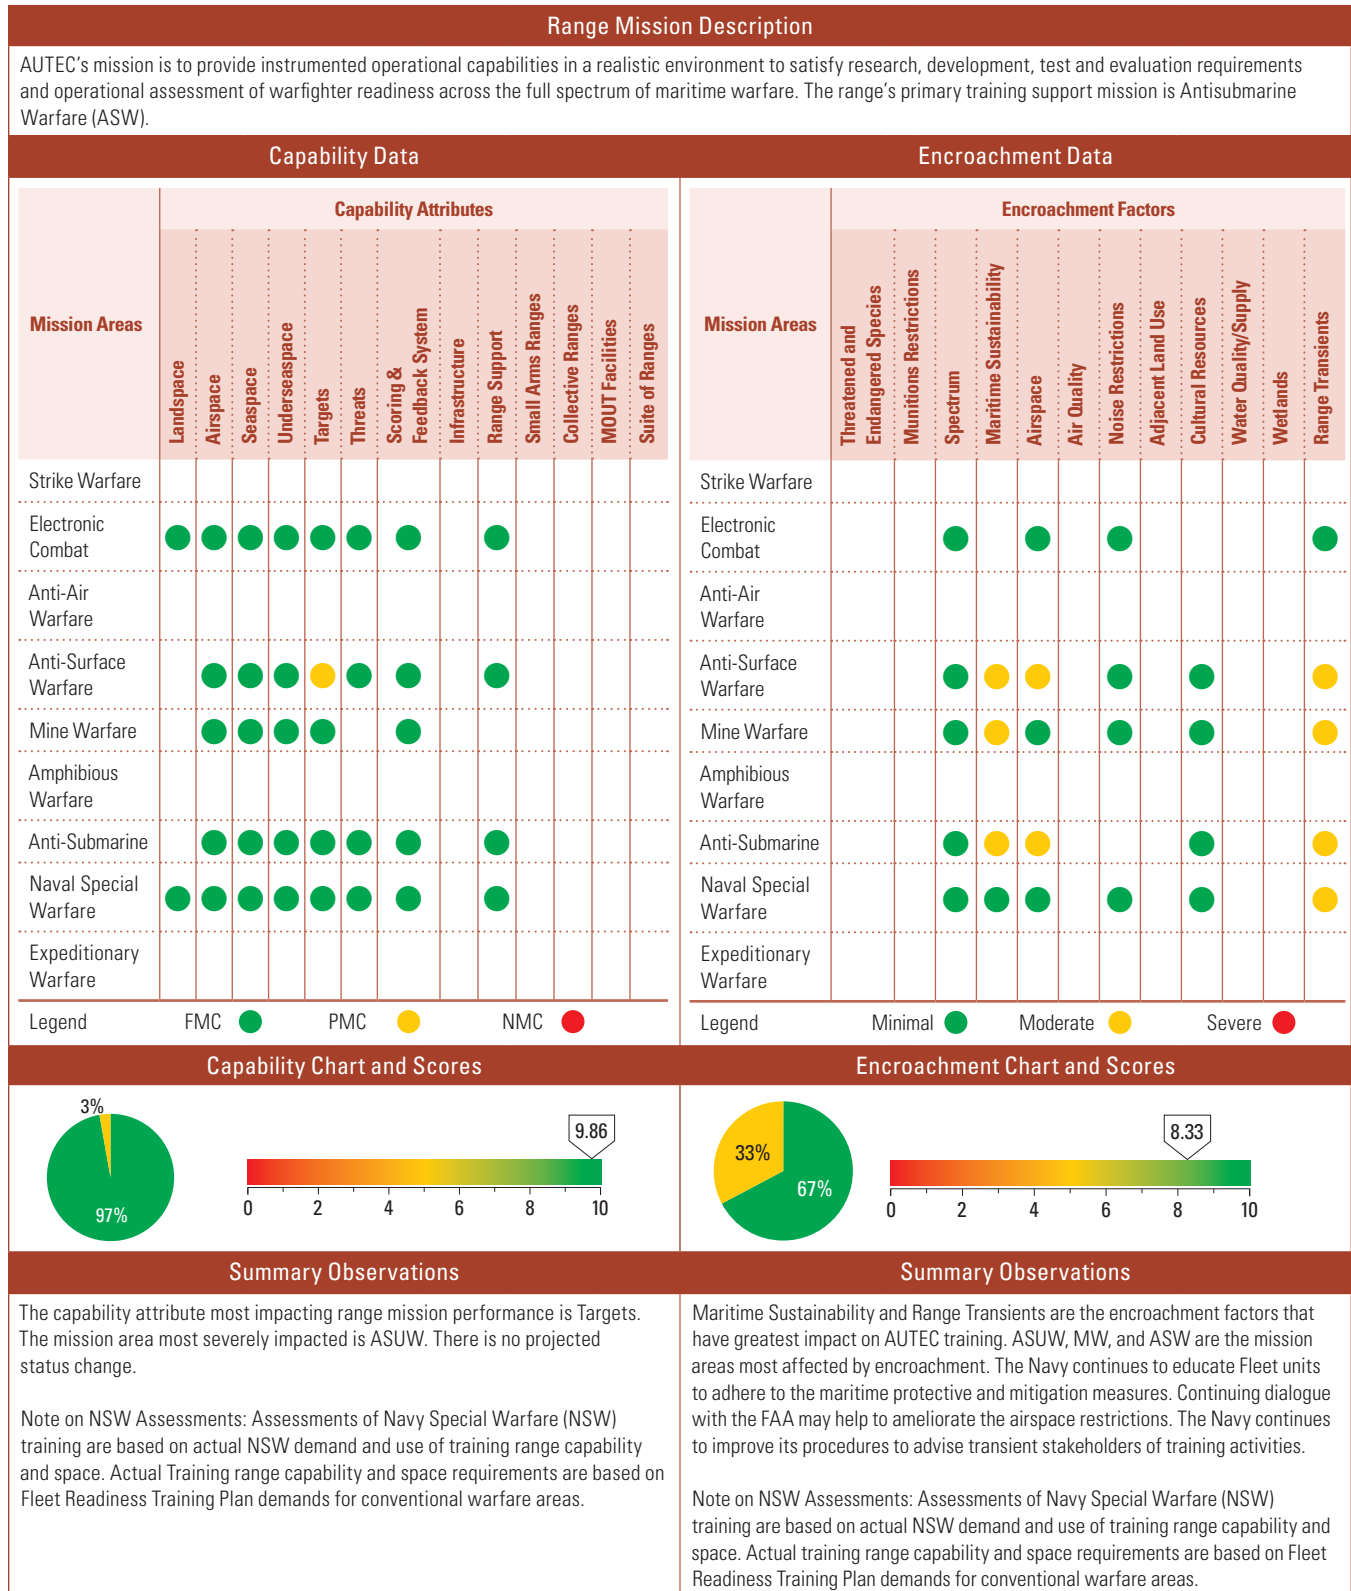 Range Mission Description
AUTEC's mission is to provide instrumented operational capabilities in a realistic environment to satisfy research, development, test and evaluation requirements
and operational assessment of warfighter readiness across the full spectrum of maritime warfare. The range's primary training support mission is Antisubmarine
Warfare (ASW).
Capability Data
Mission Areas
Capability Attributes
Landspace
Airspace
Seaspace
Underseaspace
Targets
Threats
Scoring &
Feedback System
Infrastructure
Range Support
Small Arms Ranges
Collective Ranges
MOUT Facilities
Suite of Ranges
Strike Warfare
Electronic
Combat
Anti-Air
Warfare
Anti-Surface
Warfare
Mine Warfare
Amphibious
Warfare
Anti-Submarine
Naval Special
Warfare
Expeditionary
Warfare
Legend FMC PMC NMC
Encroachment Data
Mission Areas
Encroachment Factors
Threatened and
Endangered Species
Munitions Restrictions
Spectrum
Maritime Sustainability
Airspace
Air Quality
Noise Restrictions
Adjacent Land Use
Cultural Resources
Water Quality/Supply
Wetlands
Range Transients
Strike Warfare
Electronic
Combat
Anti-Air
Warfare
Anti-Surface
Warfare
Mine Warfare
Amphibious
Warfare
Anti-Submarine
Naval Special
Warfare
Expeditionary
Warfare
Legend Minimal Moderate Severe
Capability Chart and Scores
3%
97%
9.86
0 2 4 6 8 10
Encroachment Chart and Scores
33%
67%
8.33
0 2 4 6 8 10
Summary Observations
The capability attribute most impacting range mission performance is Targets.
The mission area most severely impacted is ASUW. There is no projected
status change.
Note on NSW Assessments: Assessments of Navy Special Warfare (NSW)
training are based on actual NSW demand and use of training range capability
and space. Actual Training range capability and space requirements are based on
Fleet Readiness Training Plan demands for conventional warfare areas.
Summary Observations
Maritime Sustainability and Range Transients are the encroachment factors that
have greatest impact on AUTEC training. ASUW, MW, and ASW are the mission
areas most affected by encroachment. The Navy continues to educate Fleet units
to adhere to the maritime protective and mitigation measures. Continuing dialogue
with the FAA may help to ameliorate the airspace restrictions. The Navy continues
to improve its procedures to advise transient stakeholders of training activities.
Note on NSW Assessments: Assessments of Navy Special Warfare (NSW)
training are based on actual NSW demand and use of training range capability and
space. Actual training range capability and space requirements are based on Fleet
Readiness Training Plan demands for conventional warfare areas.